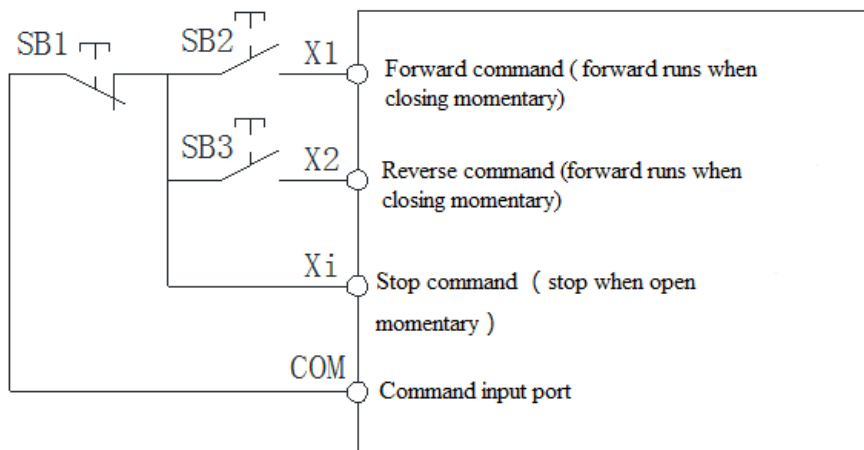 SB1
SB2
X1
Forward command ( forward runs when
closing momentary)
SB3
X2
Reverse command (forward runs when
closing momentary)
Xi
Stop command ( stop when open
momentary )
COM
Command input port